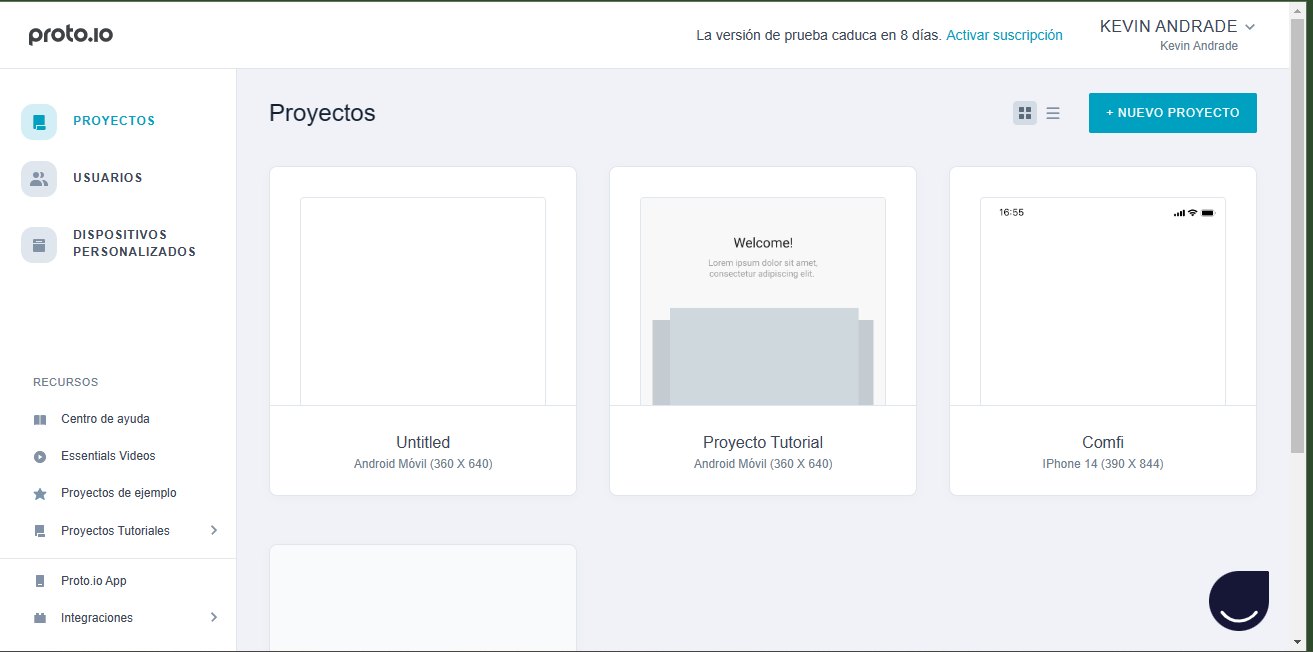 proto.io
La versión de prueba caduca en 8 días. Activar suscripción
KEVIN ANDRADE
Kevin Andrade
PROYECTOS
USUARIOS
DISPOSITIVOS
PERSONALIZADOS
RECURSOS
Centro de ayuda
Essentials Videos
Proyectos de ejemplo
Proyectos Tutoriales
Proto.io App
Integraciones
Proyectos
+ NUEVO PROYECTO
Untitled
Android Móvil (360 X 640)
Welcome!
Lorem ipsum dolor sit amet,
consectetur adipiscing elit.
Proyecto Tutorial
Android Móvil (360 X 640)
16:55
Comfi
IPhone 14 (390 X 844)